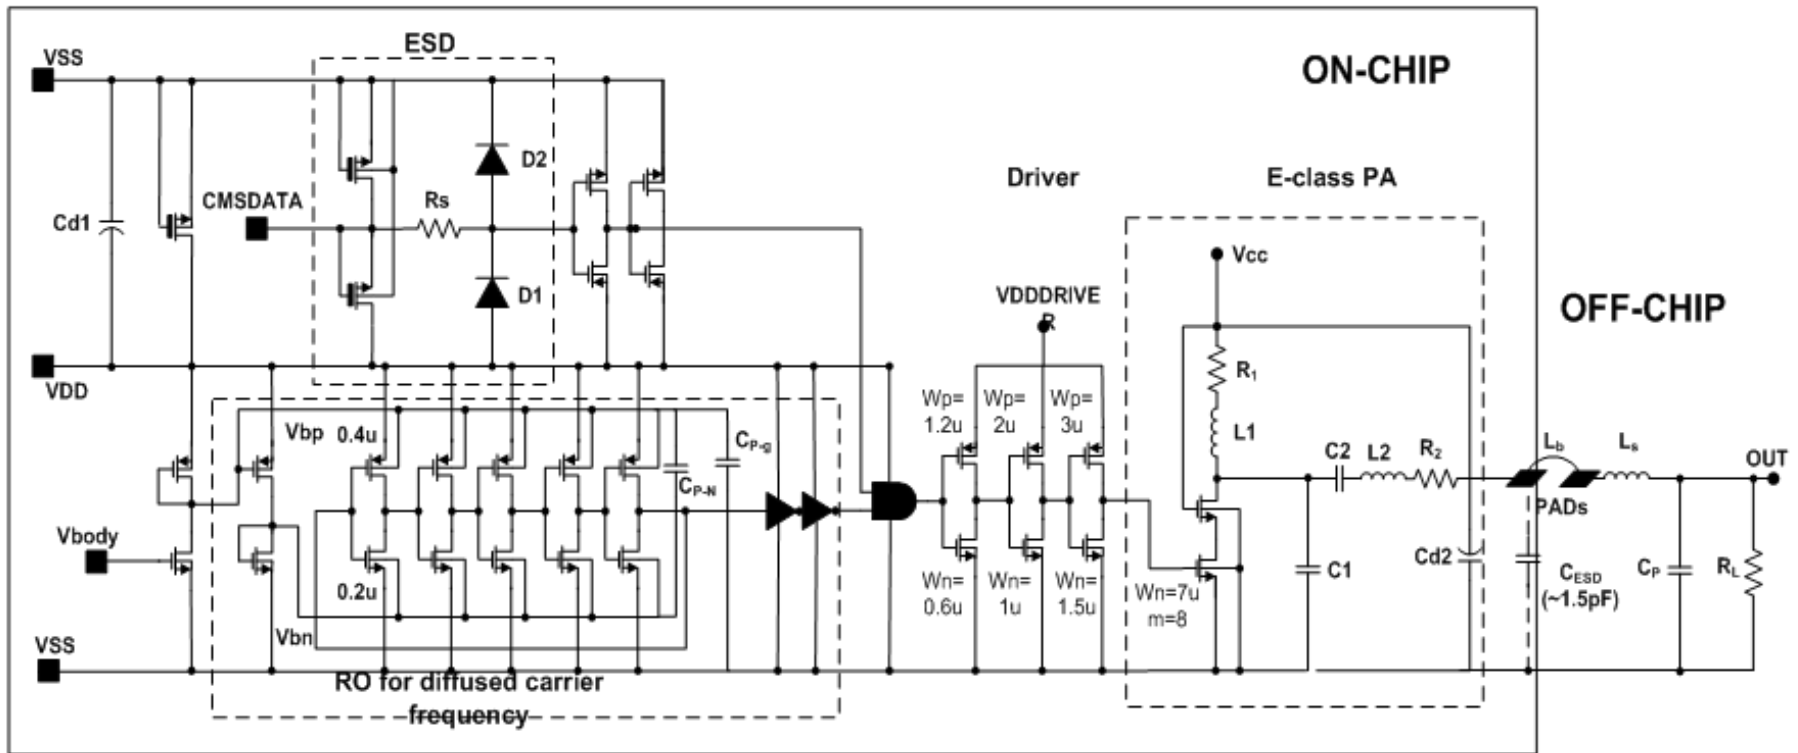 ESD
VSS
ON-CHIP
D2
Driver
E-class PA
CMSDATA
Rs
Cd1
Vcc
D1
VDDDRIVE
R
OFF-CHIP
VDD
R1
Wp=
1.2u
Wp=
2u
Wp=
3u
Vbp
0.4u
CP-g
L1
C2
L2
R2
Lb
Ls
OUT
CP-N
PADs
Vbody
Cd2
C1
CESD
(~1.5pF)
CP
RL
0.2u
Wn=
0.6u
Wn=
1u
Wn=
1.5u
Wn=7u
m=8
Vbn
VSS
RO for diffused carrier
frequency